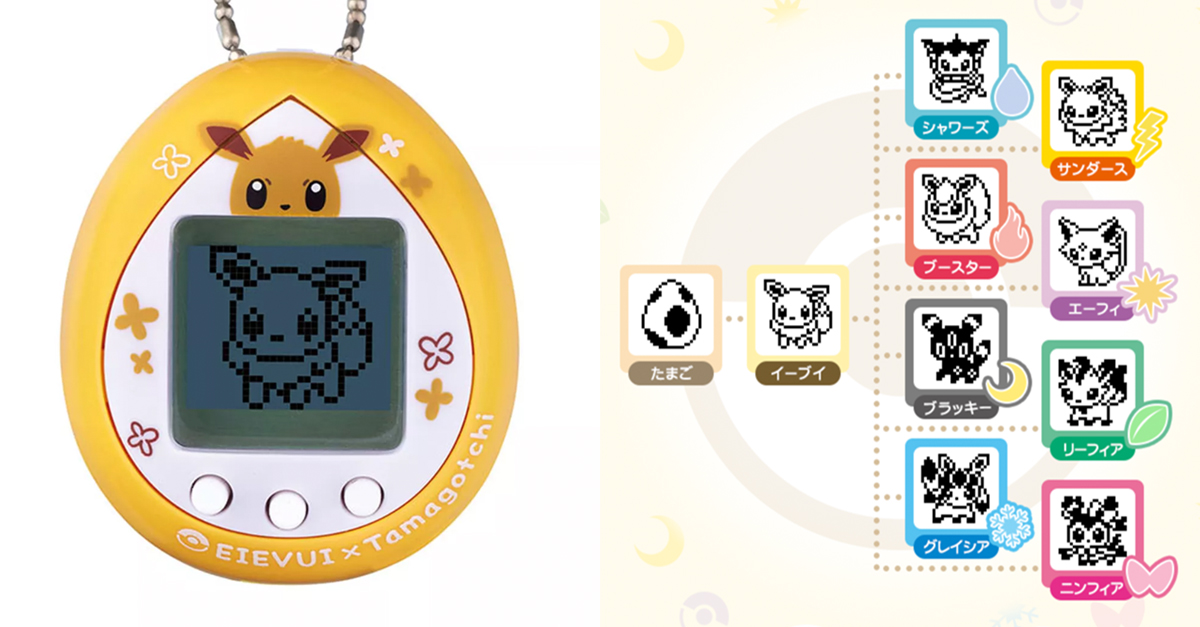 EIEVUI×Tamagotchi
たまご
イーブイ
シャワーズ
サンダース
ブースター
エーフィ
ブラッキー
リーフィア
グレイシア
ニンフィア